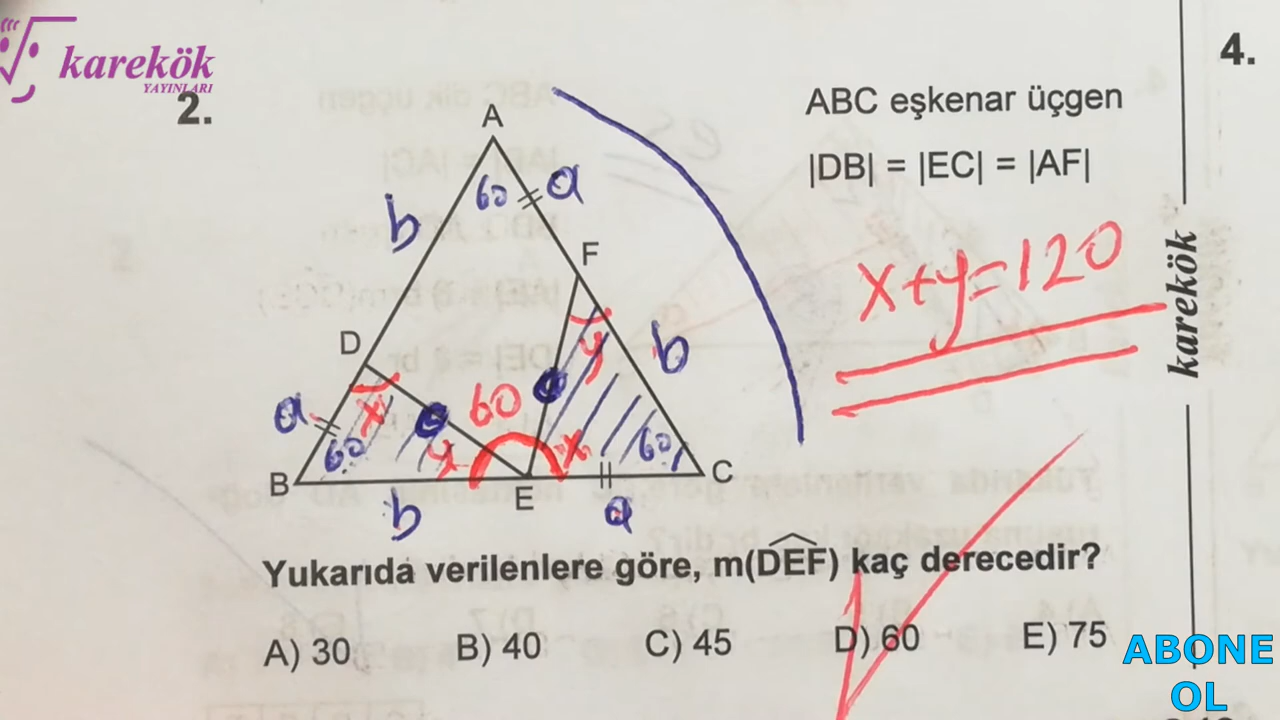 karekök
YAYINLARI
2.
4.
ABC eşkenar üçgen
|DB| = |EC| = |AF|
x+y=120
karekök
A
60
a
b
F
D
y
b
a
x
60
60
y
x
60
B
E
C
b
a
Yukarıda verilenlere göre, m(DEF) kaç derecedir?
A) 30 B) 40 C) 45 D) 60 E) 75
ABONE
OL